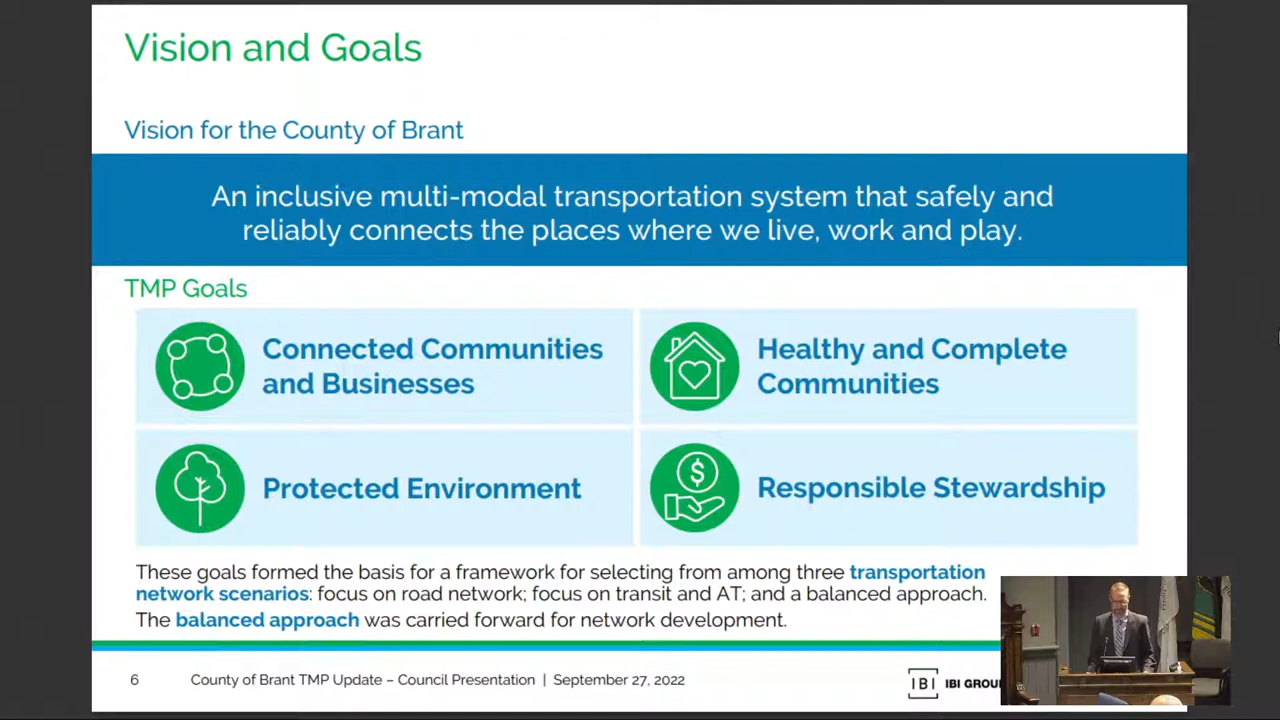 Vision and Goals
Vision for the County of Brant
An inclusive multi-modal transportation system that safely and
reliably connects the places where we live, work and play.
TMP Goals
Connected Communities
and Businesses
Healthy and Complete
Communities
Protected Environment
Responsible Stewardship
These goals formed the basis for a framework for selecting from among three transportation
network scenarios: focus on road network; focus on transit and AT; and a balanced approach.
The balanced approach was carried forward for network development.
6 County of Brant TMP Update – Council Presentation | September 27, 2022
IBI IBI GROU